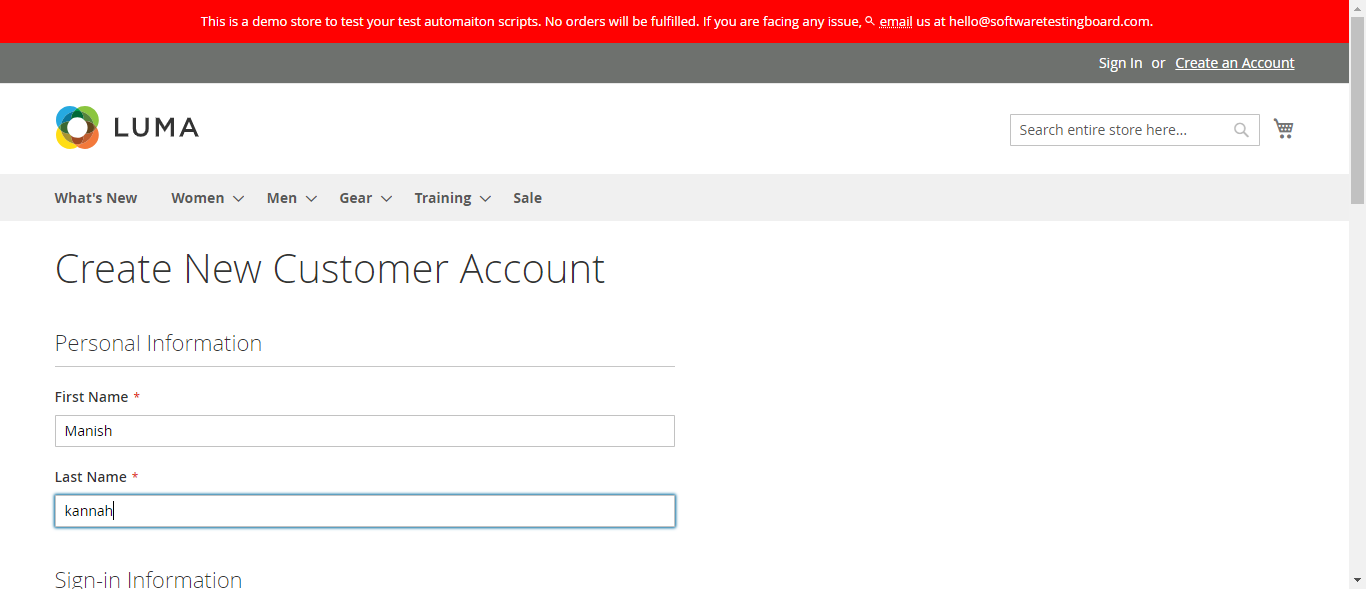 This is a demo store to test your test automaiton scripts. No orders will be fulfilled. If you are facing any issue, email us at hello@softwaretestingboard.com.
Sign In or Create an Account
LUMA
Search entire store here...
What's New Women Men Gear Training Sale
Create New Customer Account
Personal Information
First Name *
Manish
Last Name *
kannah
Sign-in Information